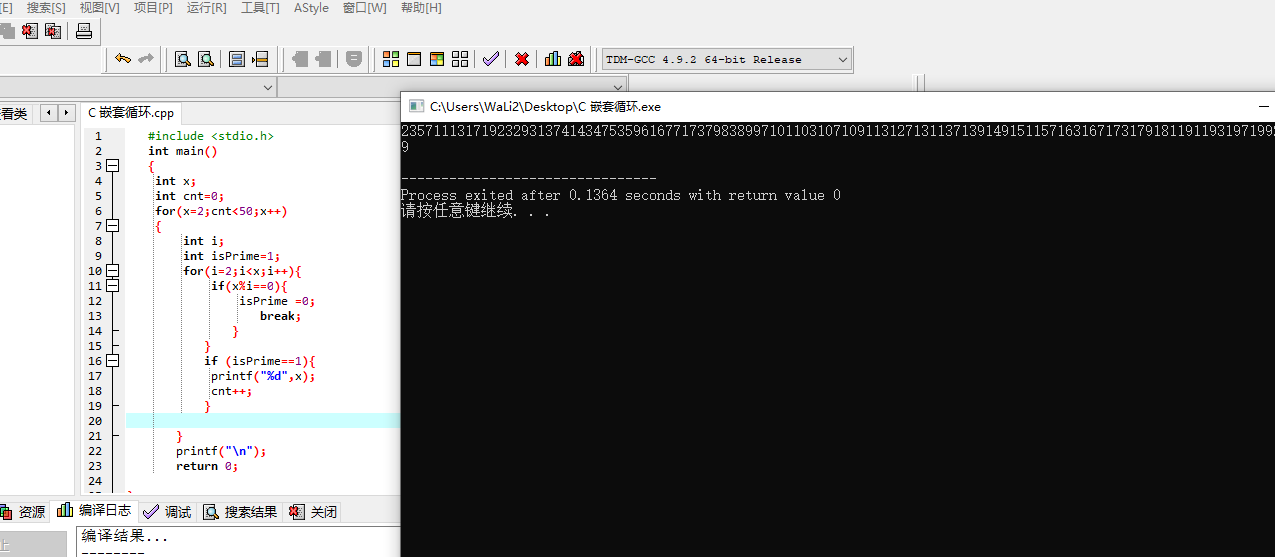 [E] 搜索[S] 视图[V] 项目[P] 运行[R] 工具[T] AStyle 窗口[W] 帮助[H]
TDM-GCC 4.9.2 64-bit Release
查看类
C 嵌套循环.cpp
1 #include <stdio.h>
2 int main()
3 {
4 int x;
5 int cnt=0;
6 for(x=2;cnt<50;x++)
7 {
8 int i;
9 int isPrime=1;
10 for(i=2;i<x;i++){
11 if(x%i==0){
12 isPrime =0;
13 break;
14 }
15 }
16 if (isPrime==1){
17 printf("%d",x);
18 cnt++;
19 }
20
21 }
22 printf("\n");
23 return 0;
24
资源 编译日志 调试 搜索结果 关闭
编译结果...
--------
C:\Users\WaLi2\Desktop\C 嵌套循环.exe
2357111317192329313741434753596167717379838997101103107109113127131137139149151157163167173179181191193197199
9
--------------------------------
Process exited after 0.1364 seconds with return value 0
请按任意键继续. . .